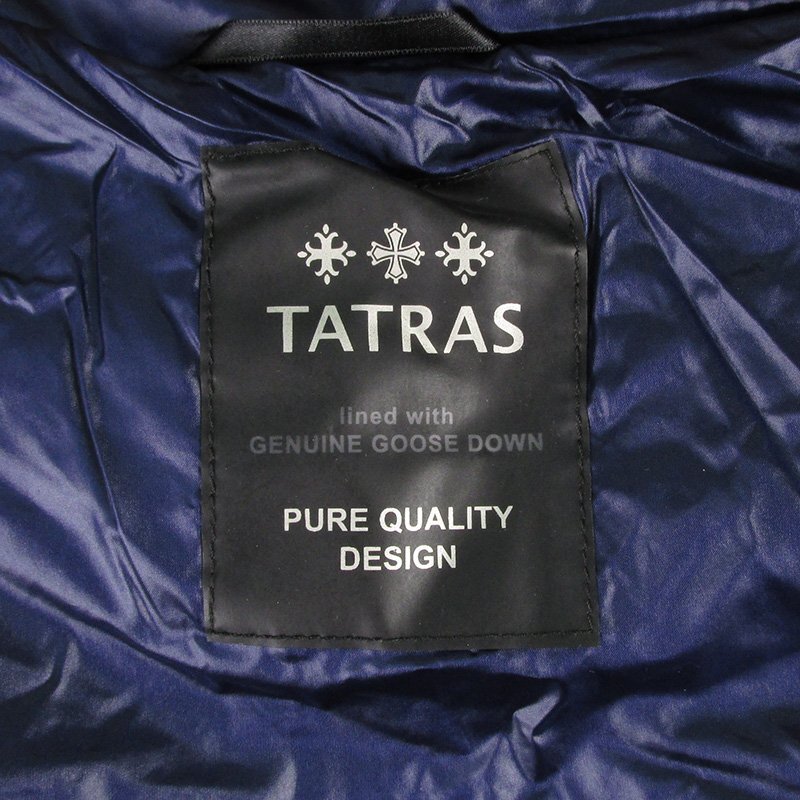 TATRAS
lined with
GENUINE GOOSE DOWN
PURE QUALITY
DESIGN